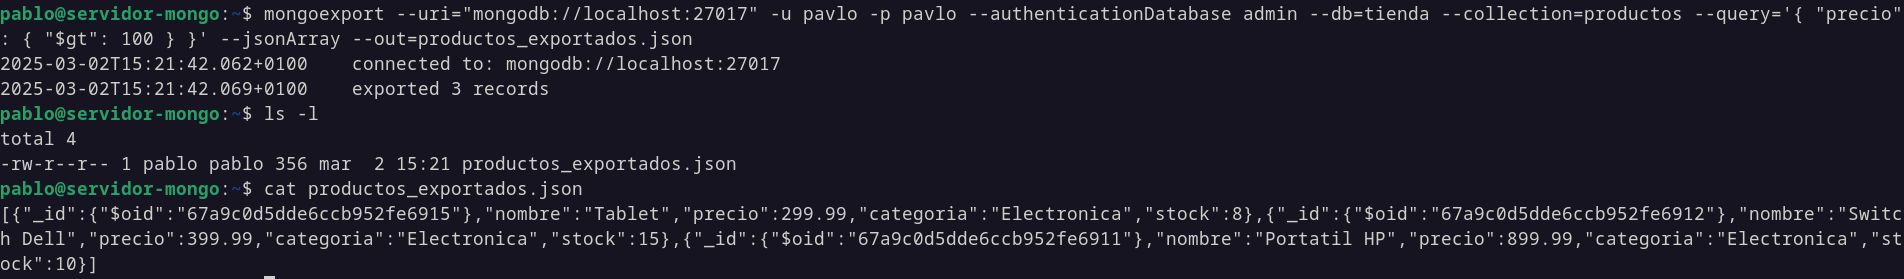 pablo@servidor-mongo:~$ mongoexport --uri="mongodb://localhost:27017" -u pavlo -p pavlo --authenticationDatabase admin --db=tienda --collection=productos --query='{ "precio"
: { "$gt": 100 } }' --jsonArray --out=productos_exportados.json
2025-03-02T15:21:42.062+0100    connected to: mongodb://localhost:27017
2025-03-02T15:21:42.069+0100    exported 3 records
pablo@servidor-mongo:~$ ls -l
total 4
-rw-r--r-- 1 pablo pablo 356 mar  2 15:21 productos_exportados.json
pablo@servidor-mongo:~$ cat productos_exportados.json
[{"_id":{"$oid":"67a9c0d5dde6ccb952fe6915"},"nombre":"Tablet","precio":299.99,"categoria":"Electronica","stock":8},{"_id":{"$oid":"67a9c0d5dde6ccb952fe6912"},"nombre":"Switc
h Dell","precio":399.99,"categoria":"Electronica","stock":15},{"_id":{"$oid":"67a9c0d5dde6ccb952fe6911"},"nombre":"Portatil HP","precio":899.99,"categoria":"Electronica","st
ock":10}]